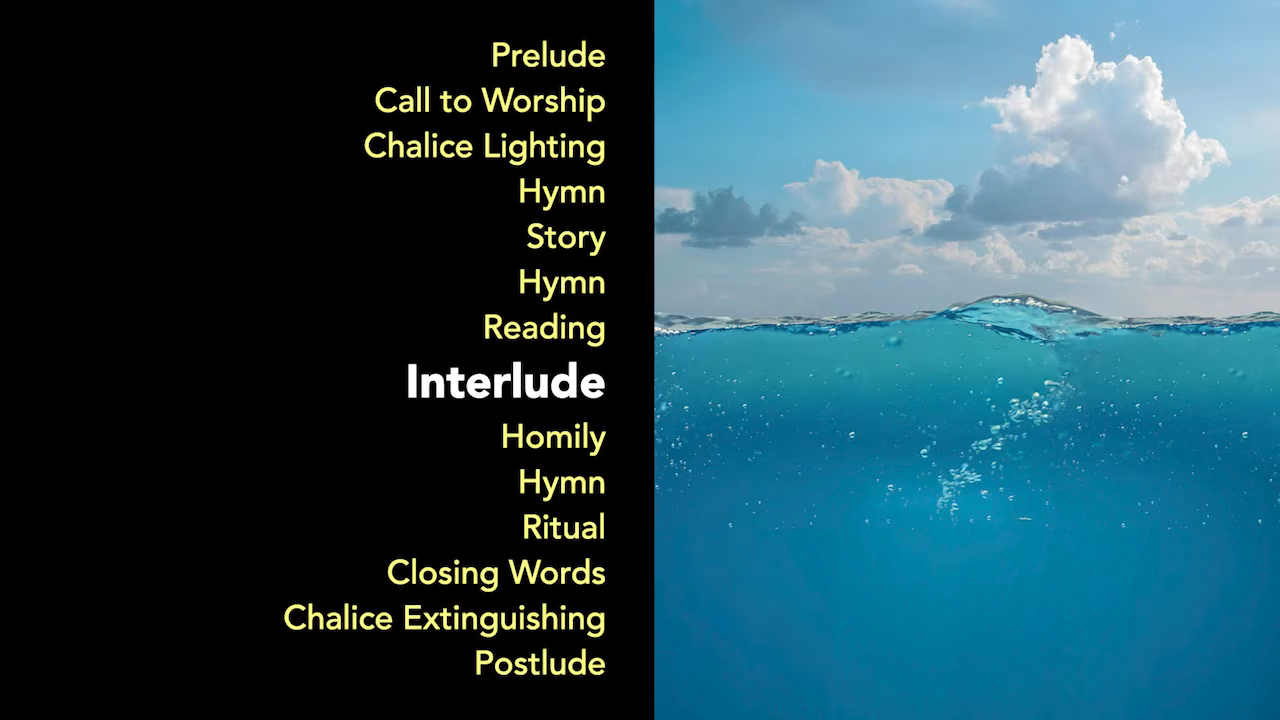 Prelude
Call to Worship
Chalice Lighting
Hymn
Story
Hymn
Reading
Interlude
Homily
Hymn
Ritual
Closing Words
Chalice Extinguishing
Postlude